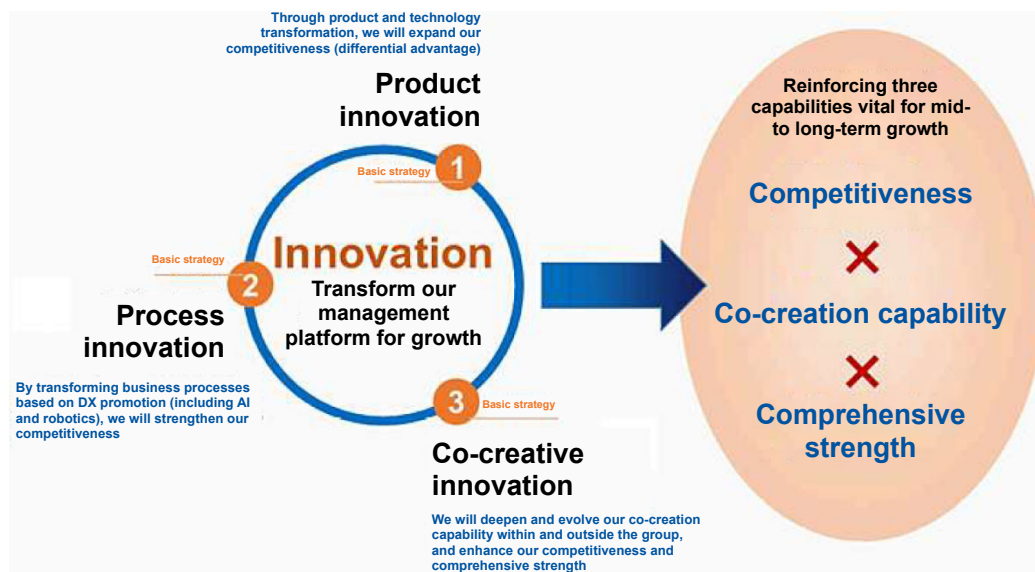 Through product and technology
transformation, we will expand our
competitiveness (differential advantage)
Product
innovation
Basic strategy
1
Innovation
Transform our
management
platform for growth
Basic strategy
2
Process
innovation
By transforming business processes
based on DX promotion (including AI
and robotics), we will strengthen our
competitiveness
3
Basic strategy
Co-creative
innovation
We will deepen and evolve our co-creation
capability within and outside the group,
and enhance our competitiveness and
comprehensive strength
Reinforcing three
capabilities vital for mid-
to long-term growth
Competitiveness
×
Co-creation capability
×
Comprehensive
strength